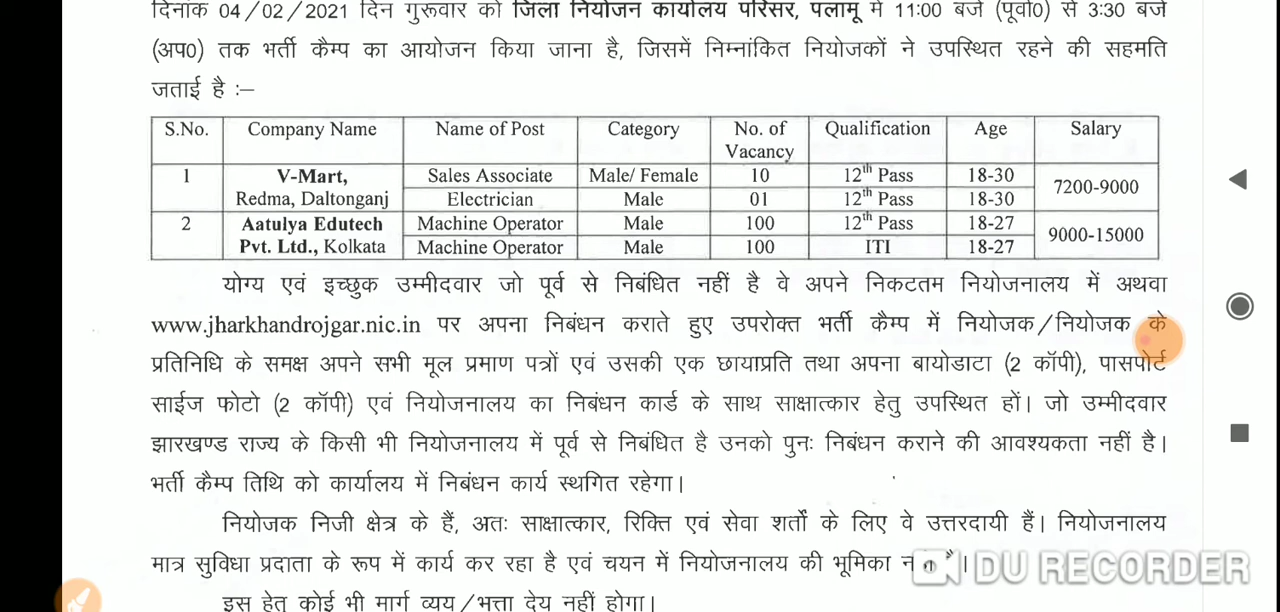 दिनांक 04/02/2021 दिन गुरूवार को जिला नियोजन कार्यालय परिसर, पलामू में 11:00 बजे (पूर्वा0) से 3:30 बजे
(अप0) तक भर्ती कैम्प का आयोजन किया जाना है, जिसमें निम्नांकित नियोजकों ने उपस्थित रहने की सहमति
जताई है :–
S.No. Company Name Name of Post Category No. of Vacancy Qualification Age Salary
1 V-Mart, Redma, Daltonganj Sales Associate Male/ Female 10 12th Pass 18-30 7200-9000
Electrician Male 01 12th Pass 18-30
2 Aatulya Edutech Pvt. Ltd., Kolkata Machine Operator Male 100 12th Pass 18-27 9000-15000
Machine Operator Male 100 ITI 18-27
योग्य एवं इच्छुक उम्मीदवार जो पूर्व से निबंधित नहीं है वे अपने निकटतम नियोजनालय में अथवा
www.jharkhandrojgar.nic.in पर अपना निबंधन कराते हुए उपरोक्त भर्ती कैम्प में नियोजक/नियोजक के
प्रतिनिधि के समक्ष अपने सभी मूल प्रमाण पत्रों एवं उसकी एक छायाप्रति तथा अपना बायोडाटा (2 कॉपी), पासपोर्ट
साईज फोटो (2 कॉपी) एवं नियोजनालय का निबंधन कार्ड के साथ साक्षात्कार हेतु उपस्थित हों। जो उम्मीदवार
झारखण्ड राज्य के किसी भी नियोजनालय में पूर्व से निबंधित है उनको पुनः निबंधन कराने की आवश्यकता नहीं है।
भर्ती कैम्प तिथि को कार्यालय में निबंधन कार्य स्थगित रहेगा।
नियोजक निजी क्षेत्र के हैं, अतः साक्षात्कार, रिक्ति एवं सेवा शर्तों के लिए वे उत्तरदायी हैं। नियोजनालय
मात्र सुविधा प्रदाता के रूप में कार्य कर रहा है एवं चयन में नियोजनालय की भूमिका है।
DU RECORDER
इस हेतु कोई भी मार्ग व्यय/भत्ता देय नहीं होगा।